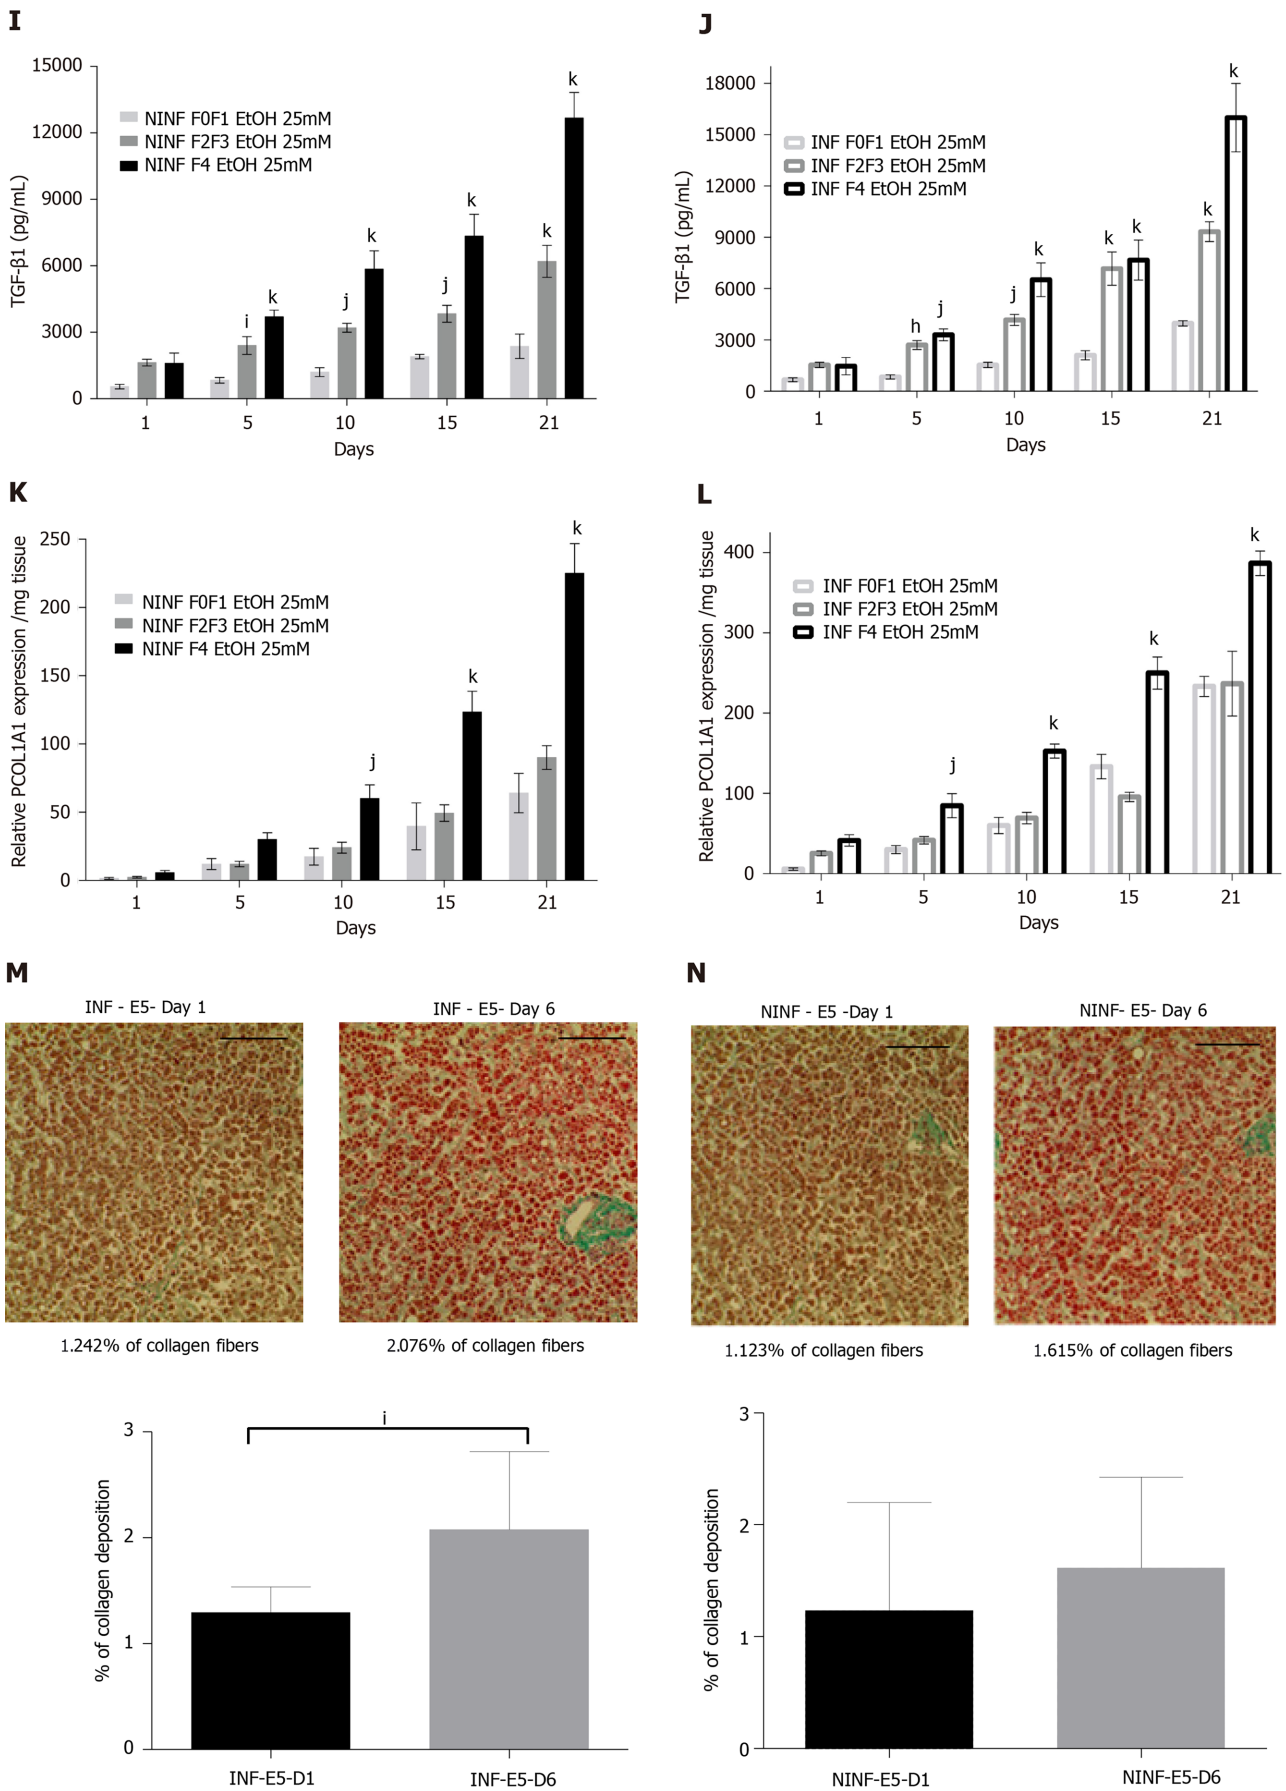 I
TGF-β1 (pg/mL)
15000
12000
9000
6000
3000
0
NINF F0F1 EtOH 25mM
NINF F2F3 EtOH 25mM
NINF F4 EtOH 25mM
i
k
j
k
j
k
k
k
1
5
10
15
21
Days
J
TGF-β1 (pg/mL)
18000
15000
12000
9000
6000
3000
0
INF F0F1 EtOH 25mM
INF F2F3 EtOH 25mM
INF F4 EtOH 25mM
h
j
j
k
k
k
k
k
1
5
10
15
21
Days
K
Relative PCOL1A1 expression /mg tissue
250
200
150
100
50
0
NINF F0F1 EtOH 25mM
NINF F2F3 EtOH 25mM
NINF F4 EtOH 25mM
j
k
k
1
5
10
15
21
Days
L
Relative PCOL1A1 expression /mg tissue
400
300
200
100
0
INF F0F1 EtOH 25mM
INF F2F3 EtOH 25mM
INF F4 EtOH 25mM
j
k
k
k
1
5
10
15
21
Days
M
INF - E5- Day 1
INF - E5- Day 6
1.242% of collagen fibers
2.076% of collagen fibers
% of collagen deposition
3
2
1
0
i
INF-E5-D1
INF-E5-D6
N
NINF - E5 -Day 1
NINF- E5- Day 6
1.123% of collagen fibers
1.615% of collagen fibers
% of collagen deposition
3
2
1
0
NINF-E5-D1
NINF-E5-D6